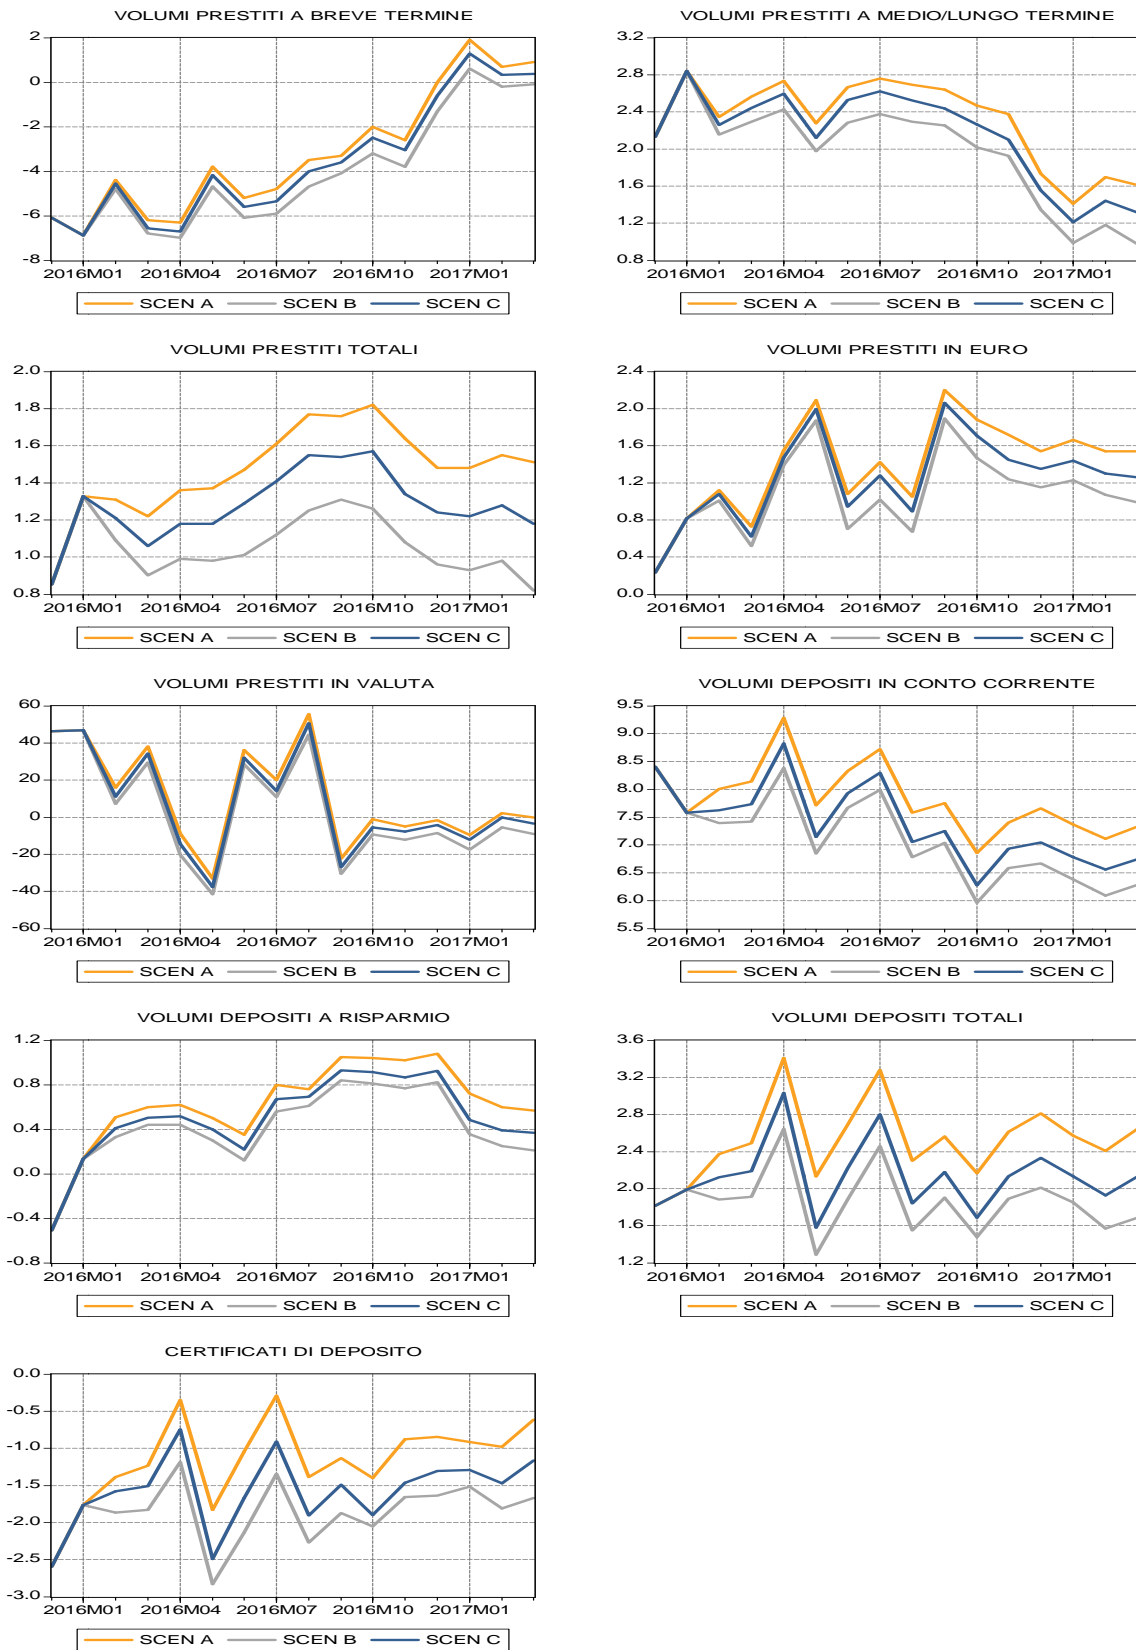 VOLUMI PRESTITI A BREVE TERMINE
2
0
-2
-4
-6
-8
2016M01 2016M04 2016M07 2016M10 2017M01
SCEN A SCEN B SCEN C
VOLUMI PRESTITI A MEDIO/LUNGO TERMINE
3.2
2.8
2.4
2.0
1.6
1.2
0.8
2016M01 2016M04 2016M07 2016M10 2017M01
SCEN A SCEN B SCEN C
VOLUMI PRESTITI TOTALI
2.0
1.8
1.6
1.4
1.2
1.0
0.8
2016M01 2016M04 2016M07 2016M10 2017M01
SCEN A SCEN B SCEN C
VOLUMI PRESTITI IN EURO
2.4
2.0
1.6
1.2
0.8
0.4
0.0
2016M01 2016M04 2016M07 2016M10 2017M01
SCEN A SCEN B SCEN C
VOLUMI PRESTITI IN VALUTA
60
40
20
0
-20
-40
-60
2016M01 2016M04 2016M07 2016M10 2017M01
SCEN A SCEN B SCEN C
VOLUMI DEPOSITI IN CONTO CORRENTE
9.5
9.0
8.5
8.0
7.5
7.0
6.5
6.0
5.5
2016M01 2016M04 2016M07 2016M10 2017M01
SCEN A SCEN B SCEN C
VOLUMI DEPOSITI A RISPARMIO
1.2
0.8
0.4
0.0
-0.4
-0.8
2016M01 2016M04 2016M07 2016M10 2017M01
SCEN A SCEN B SCEN C
VOLUMI DEPOSITI TOTALI
3.6
3.2
2.8
2.4
2.0
1.6
1.2
2016M01 2016M04 2016M07 2016M10 2017M01
SCEN A SCEN B SCEN C
CERTIFICATI DI DEPOSITO
0.0
-0.5
-1.0
-1.5
-2.0
-2.5
-3.0
2016M01 2016M04 2016M07 2016M10 2017M01
SCEN A SCEN B SCEN C